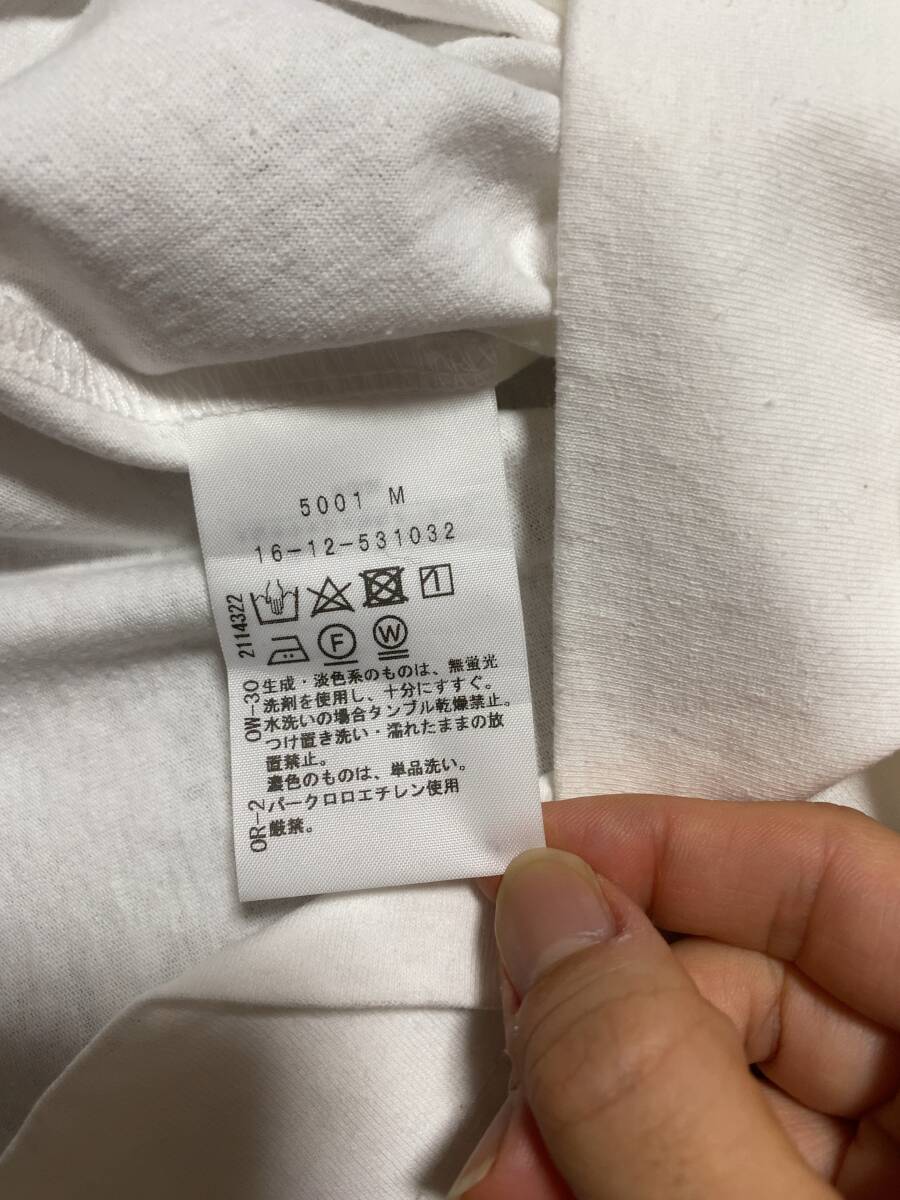 5001 M
16-12-531032
F W
生成・淡色系のものは、無蛍光
洗剤を使用し、十分にすすぐ。
水洗いの場合タンブル乾燥禁止。
つけ置き洗い・濡れたままの放
置禁止。
濃色のものは、単品洗い。
パークロロエチレン使用
厳禁。
2114322
OW-30
OR-2